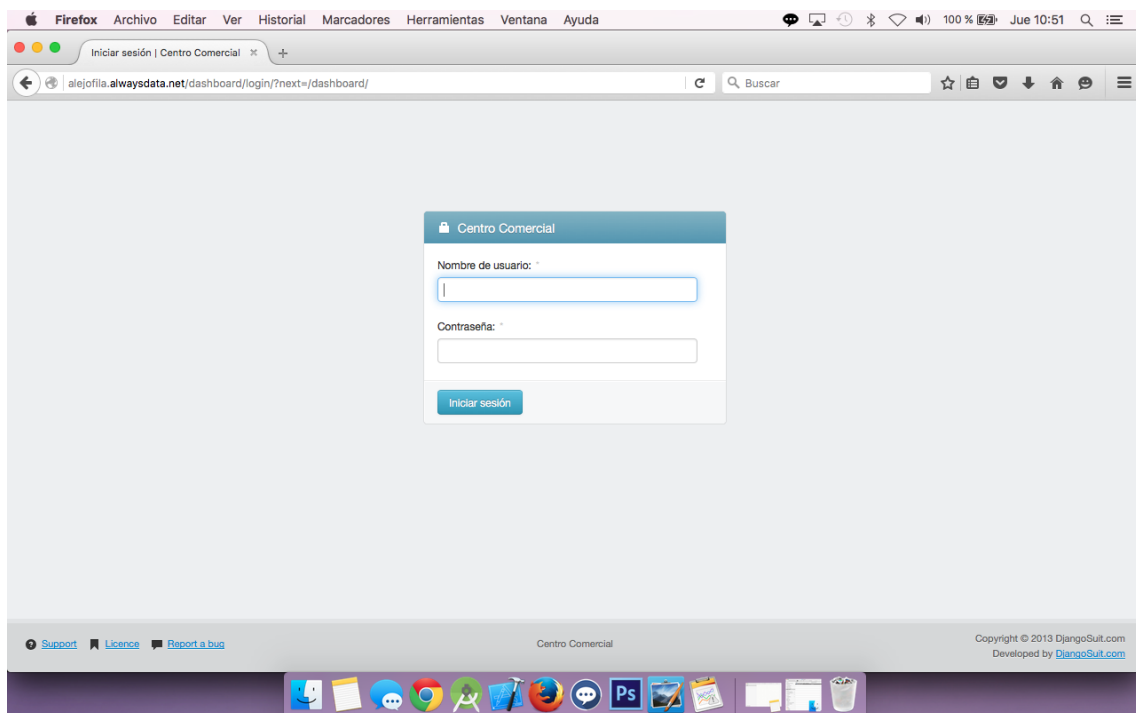 Firefox Archivo Editar Ver Historial Marcadores Herramientas Ventana Ayuda 100 % Jue 10:51
Iniciar sesión | Centro Comercial
alejofila.alwaysdata.net/dashboard/login/?next=/dashboard/ Buscar
Centro Comercial
Nombre de usuario: *
Contraseña: *
Iniciar sesión
Support Licence Report a bug Centro Comercial Copyright © 2013 DjangoSuit.com
Developed by DjangoSuit.com
Ps